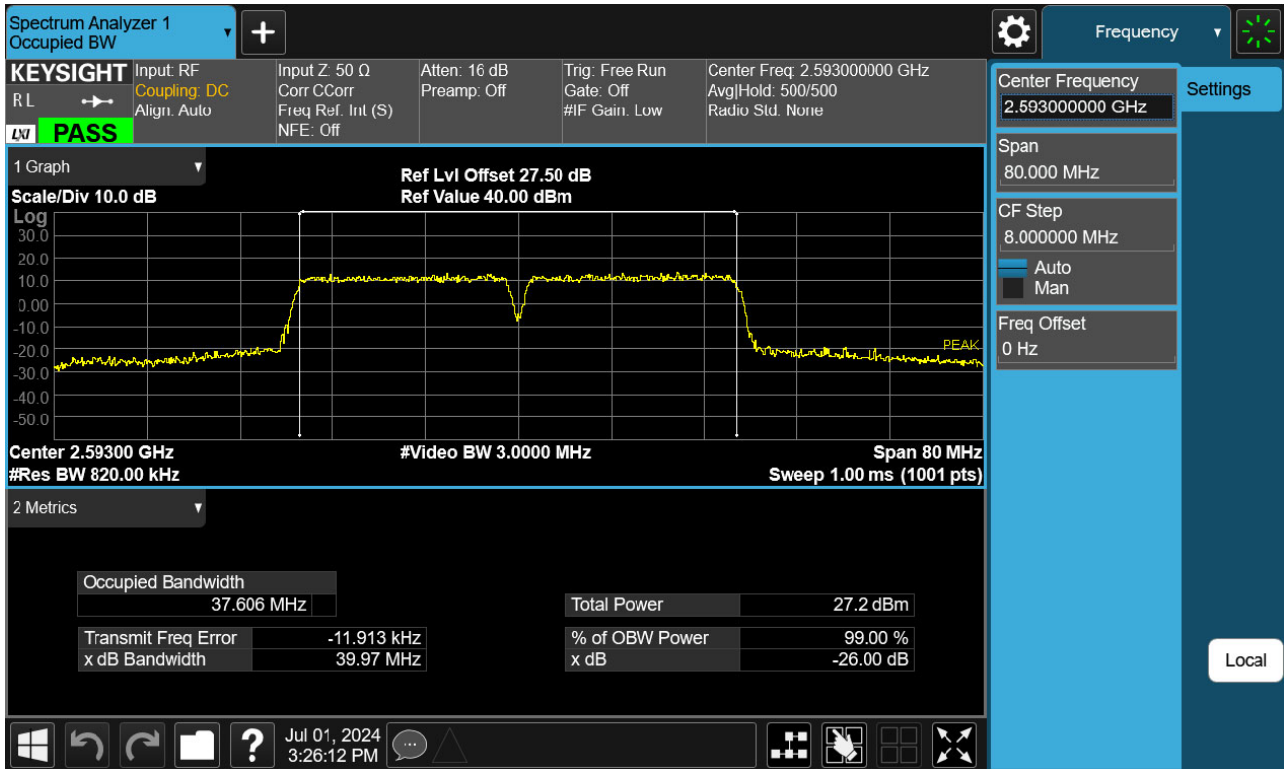 Spectrum Analyzer 1
Occupied BW
Frequency
KEYSIGHT
R L
LXI PASS
Input: RF
Coupling: DC
Align: Auto
Input Z: 50 Ω
Corr CCorr
Freq Ref: Int (S)
NFE: Off
Atten: 16 dB
Preamp: Off
Trig: Free Run
Gate: Off
#IF Gain: Low
Center Freq: 2.593000000 GHz
Avg|Hold: 500/500
Radio Std: None
Center Frequency
2.593000000 GHz
Settings
Span
80.000 MHz
CF Step
8.000000 MHz
Auto
Man
Freq Offset
0 Hz
Local
1 Graph
Scale/Div 10.0 dB
Ref Lvl Offset 27.50 dB
Ref Value 40.00 dBm
Log
30.0
20.0
10.0
0.00
-10.0
-20.0
-30.0
-40.0
-50.0
PEAK
Center 2.59300 GHz
#Video BW 3.0000 MHz
Span 80 MHz
#Res BW 820.00 kHz
Sweep 1.00 ms (1001 pts)
2 Metrics
Occupied Bandwidth
37.606 MHz
Total Power 27.2 dBm
Transmit Freq Error -11.913 kHz
% of OBW Power 99.00 %
x dB Bandwidth 39.97 MHz
x dB -26.00 dB
?
Jul 01, 2024
3:26:12 PM